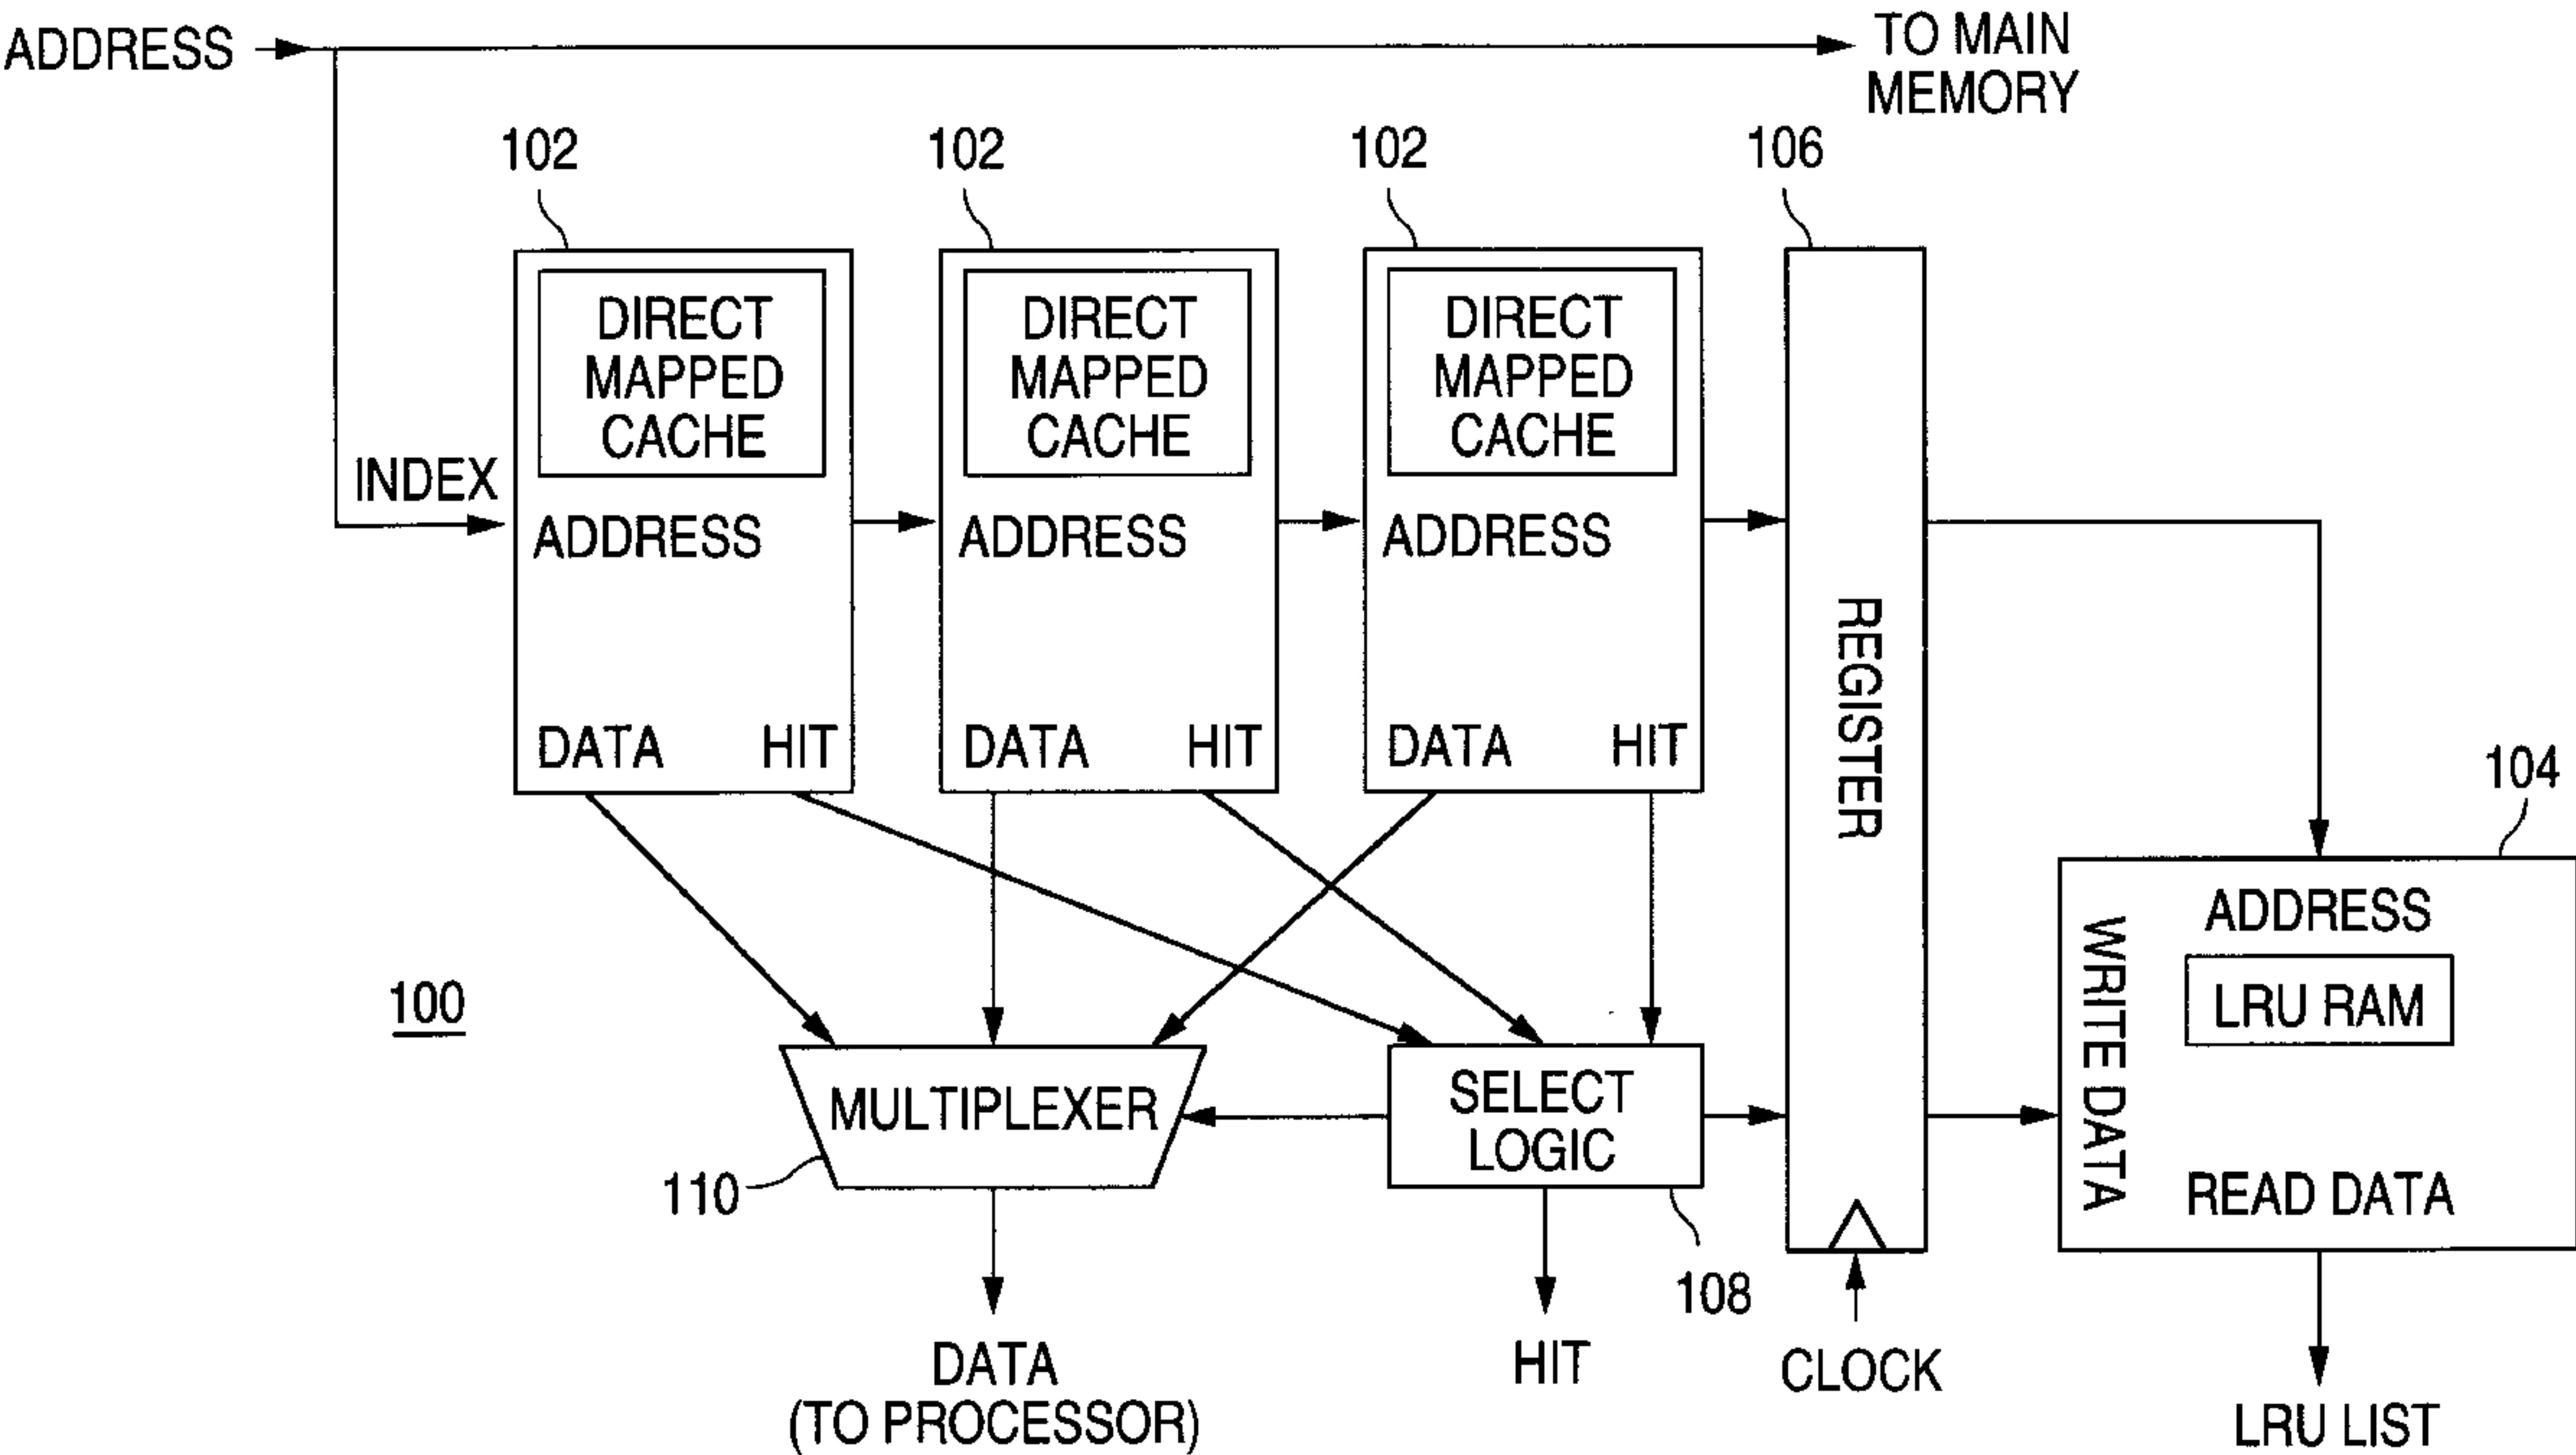 ADDRESS
TO MAIN
MEMORY
102
102
102
106
DIRECT
MAPPED
CACHE
DIRECT
MAPPED
CACHE
DIRECT
MAPPED
CACHE
INDEX
ADDRESS
ADDRESS
ADDRESS
REGISTER
DATA
HIT
DATA
HIT
DATA
HIT
104
ADDRESS
WRITE DATA
LRU RAM
READ DATA
100
MULTIPLEXER
SELECT
LOGIC
110
108
DATA
(TO PROCESSOR)
HIT
CLOCK
LRU LIST